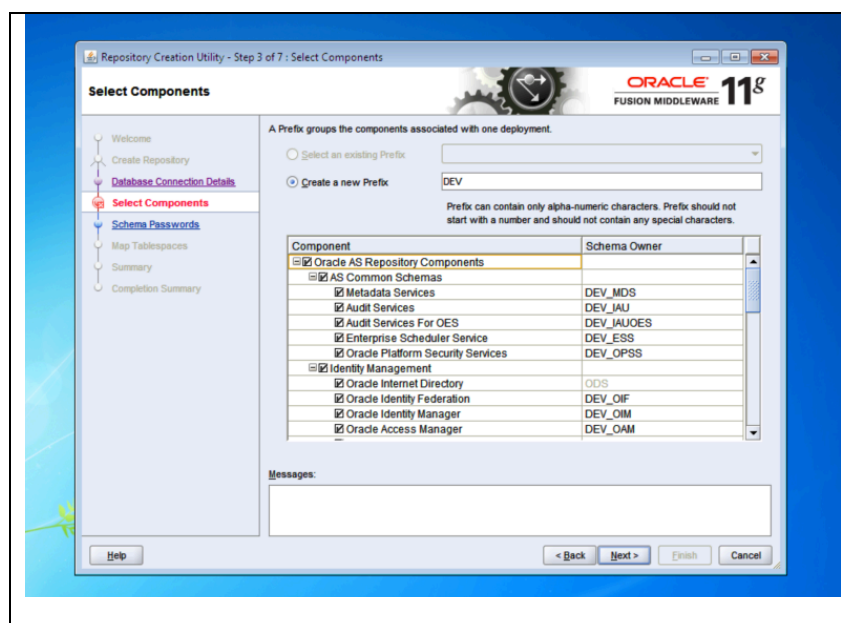 Repository Creation Utility - Step 3 of 7 : Select Components
Select Components
ORACLE
FUSION MIDDLEWARE 11g
Welcome
Create Repository
Database Connection Details
Select Components
Schema Passwords
Map Tablespaces
Summary
Completion Summary
A Prefix groups the components associated with one deployment.
Select an existing Prefix
Create a new Prefix DEV
Prefix can contain only alpha-numeric characters. Prefix should not
start with a number and should not contain any special characters.
Component Schema Owner
Oracle AS Repository Components
AS Common Schemas
Metadata Services DEV_MDS
Audit Services DEV_IAU
Audit Services For OES DEV_IAUOES
Enterprise Scheduler Service DEV_ESS
Oracle Platform Security Services DEV_OPSS
Identity Management
Oracle Internet Directory ODS
Oracle Identity Federation DEV_OIF
Oracle Identity Manager DEV_OIM
Oracle Access Manager DEV_OAM
Messages:
Help < Back Next > Finish Cancel